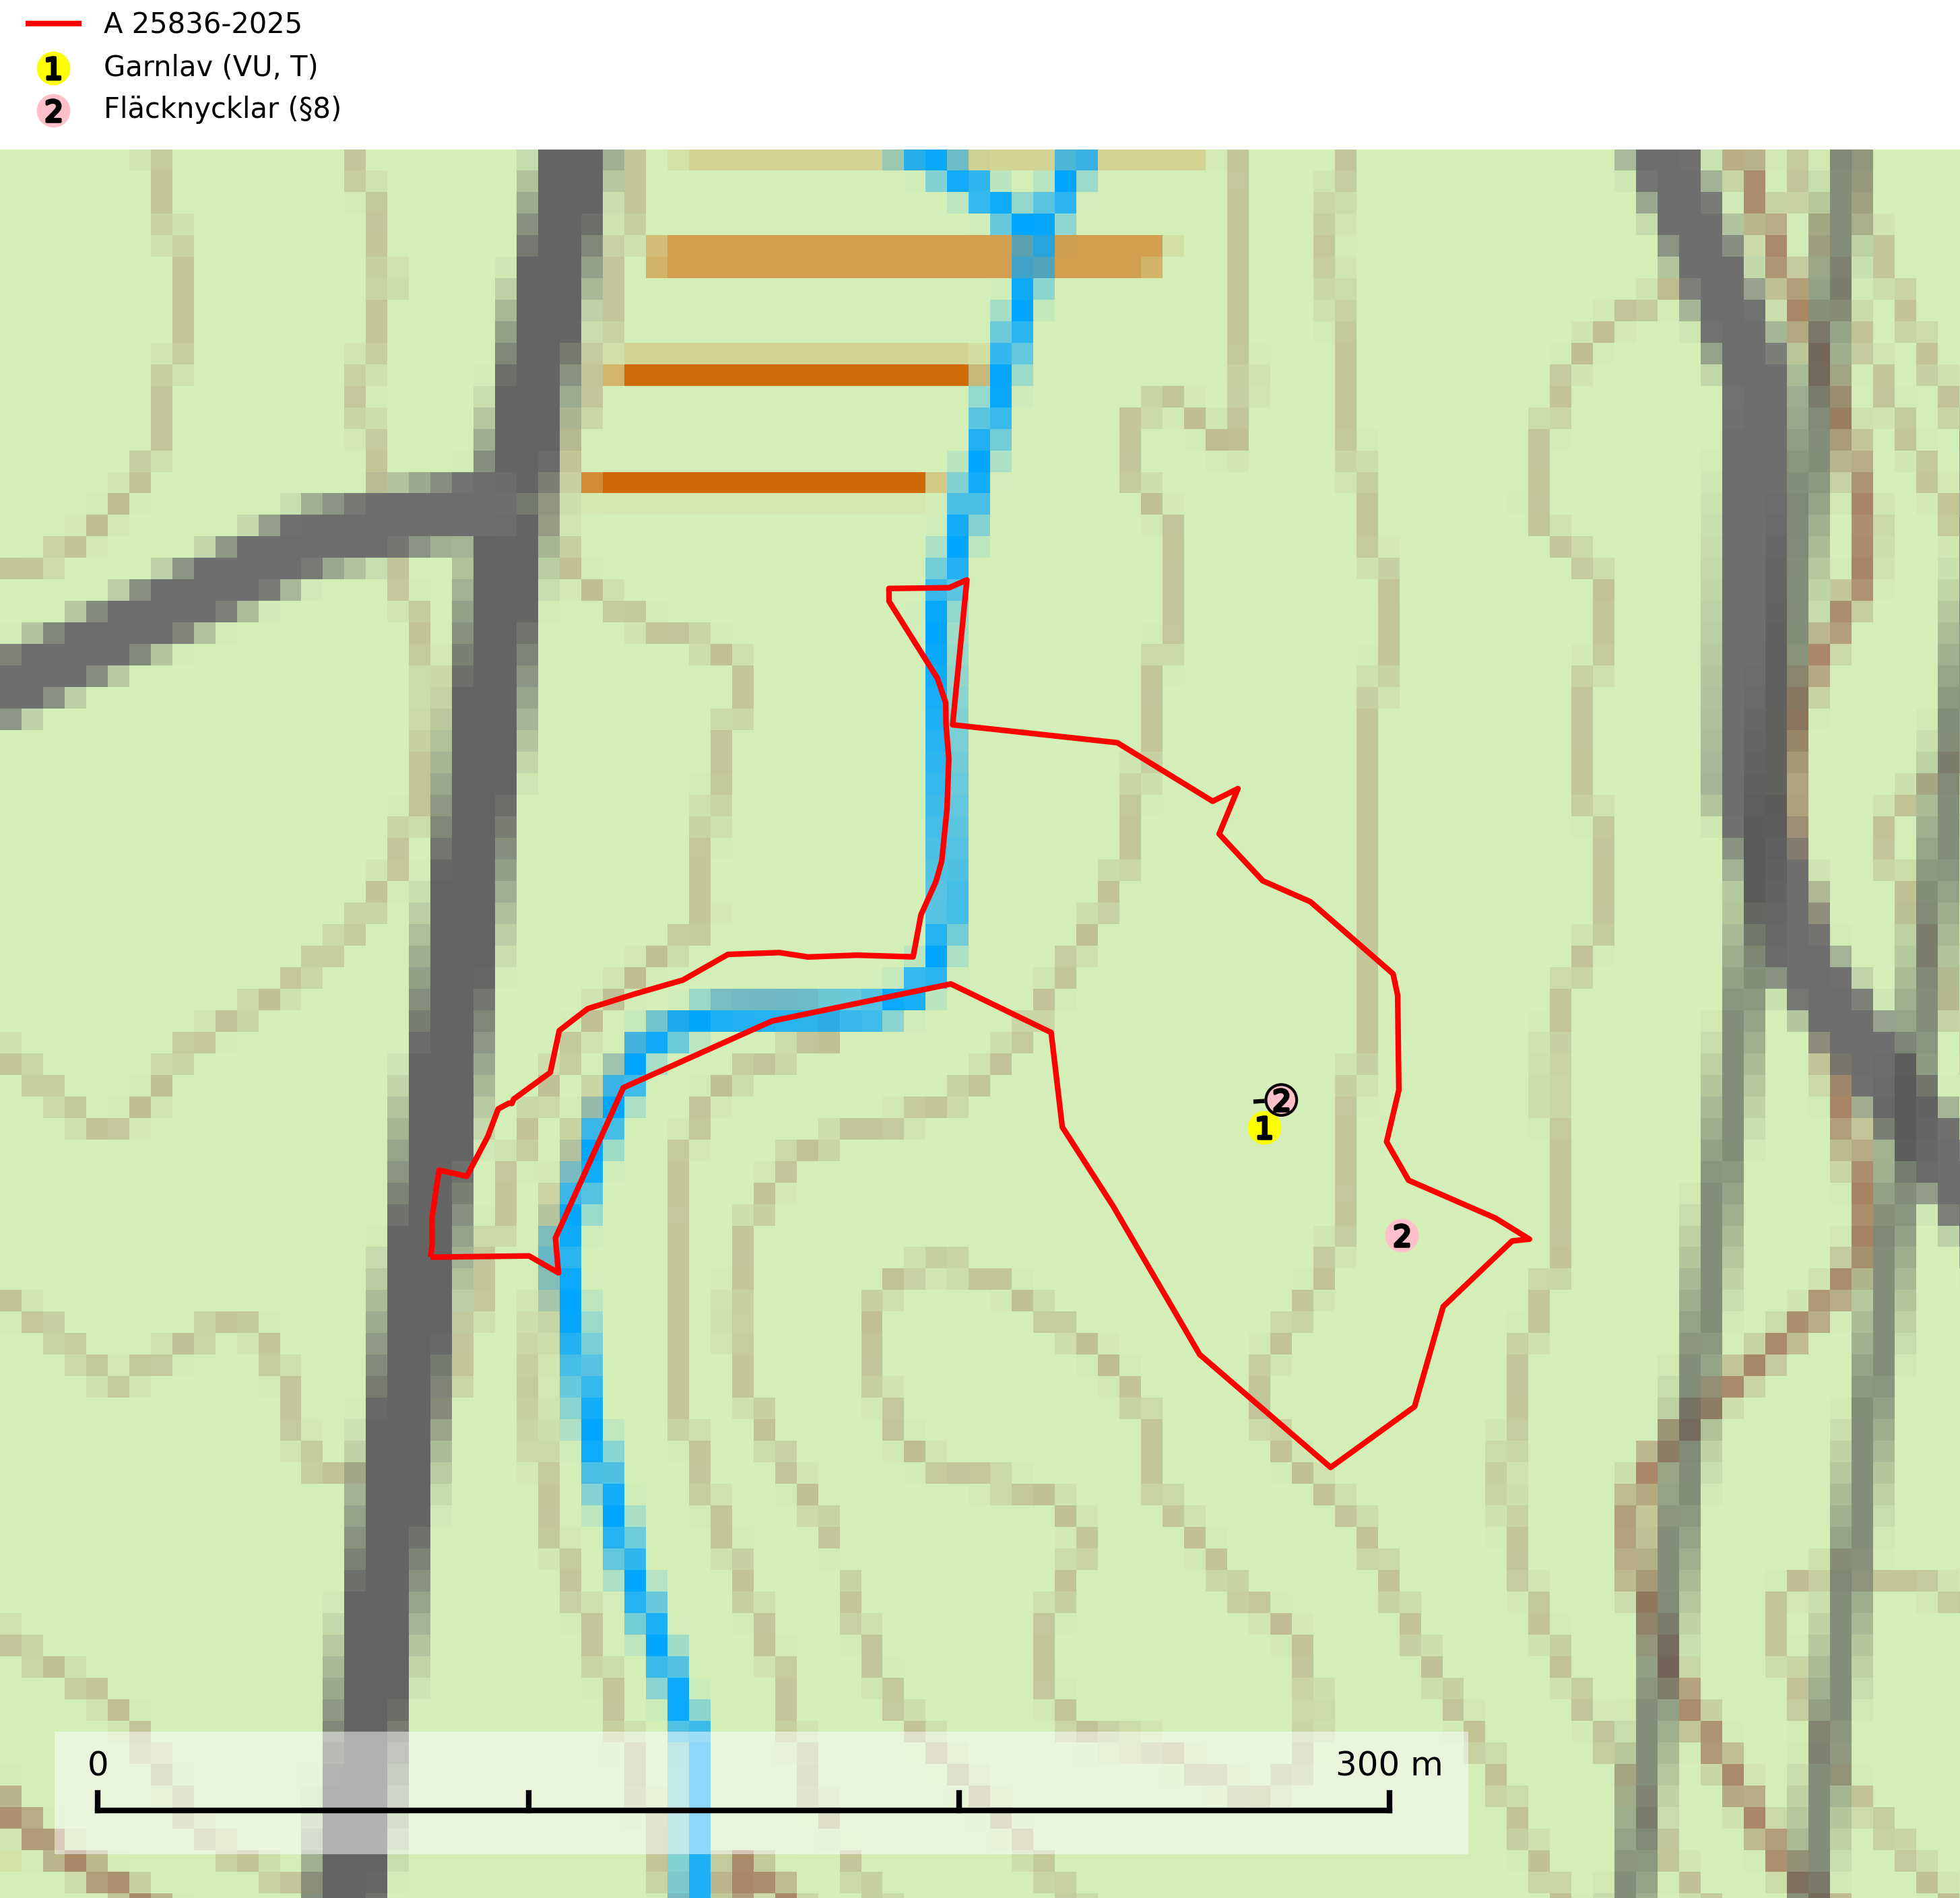 A 25836-2025
1 Garnlav (VU, T)
2 Fläcknycklar (§8)
2
1
2
0 300 m